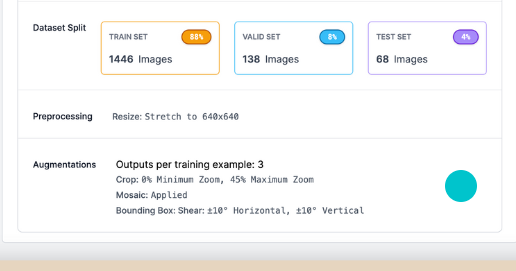 Dataset Split
TRAIN SET 88%
1446 Images
VALID SET 8%
138 Images
TEST SET 4%
68 Images
Preprocessing Resize: Stretch to 640x640
Augmentations Outputs per training example: 3
Crop: 0% Minimum Zoom, 45% Maximum Zoom
Mosaic: Applied
Bounding Box: Shear: ±10° Horizontal, ±10° Vertical